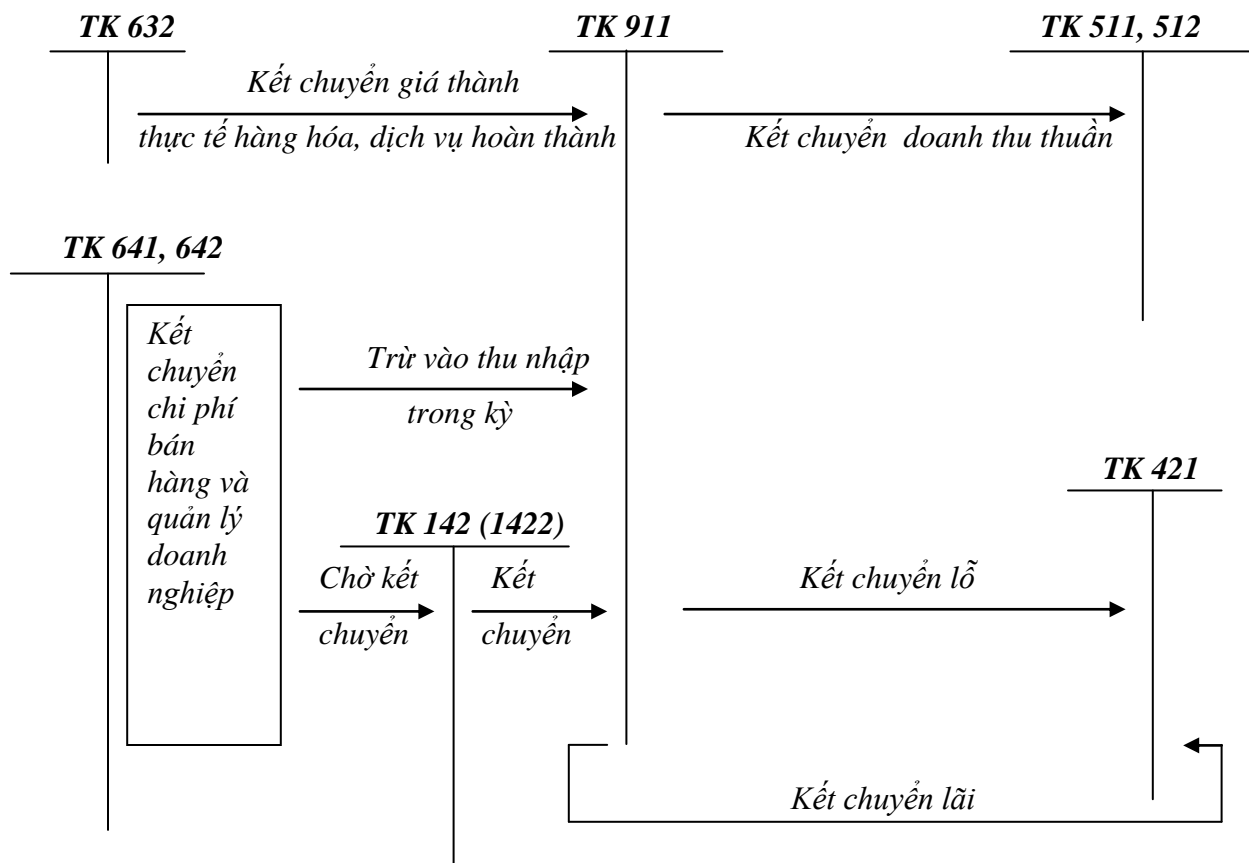 TK 632
TK 911
TK 511, 512
Kết chuyển giá thành
thực tế hàng hóa, dịch vụ hoàn thành
Kết chuyển doanh thu thuần
TK 641, 642
Kết
chuyển
chi phí
bán
hàng và
quản lý
doanh
nghiệp
Trừ vào thu nhập
trong kỳ
TK 421
TK 142 (1422)
Chờ kết
chuyển
Kết
chuyển
Kết chuyển lỗ
Kết chuyển lãi